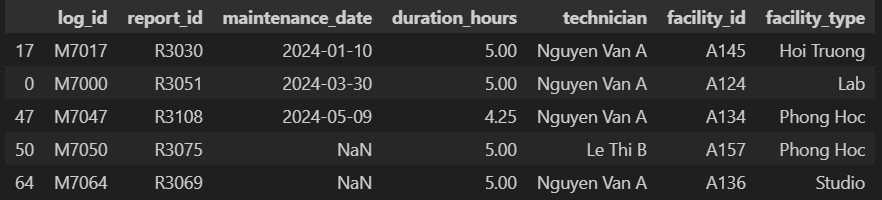 log_id report_id maintenance_date duration_hours technician facility_id facility_type
17 M7017 R3030 2024-01-10 5.00 Nguyen Van A A145 Hoi Truong
0 M7000 R3051 2024-03-30 5.00 Nguyen Van A A124 Lab
47 M7047 R3108 2024-05-09 4.25 Nguyen Van A A134 Phong Hoc
50 M7050 R3075 NaN 5.00 Le Thi B A157 Phong Hoc
64 M7064 R3069 NaN 5.00 Nguyen Van A A136 Studio